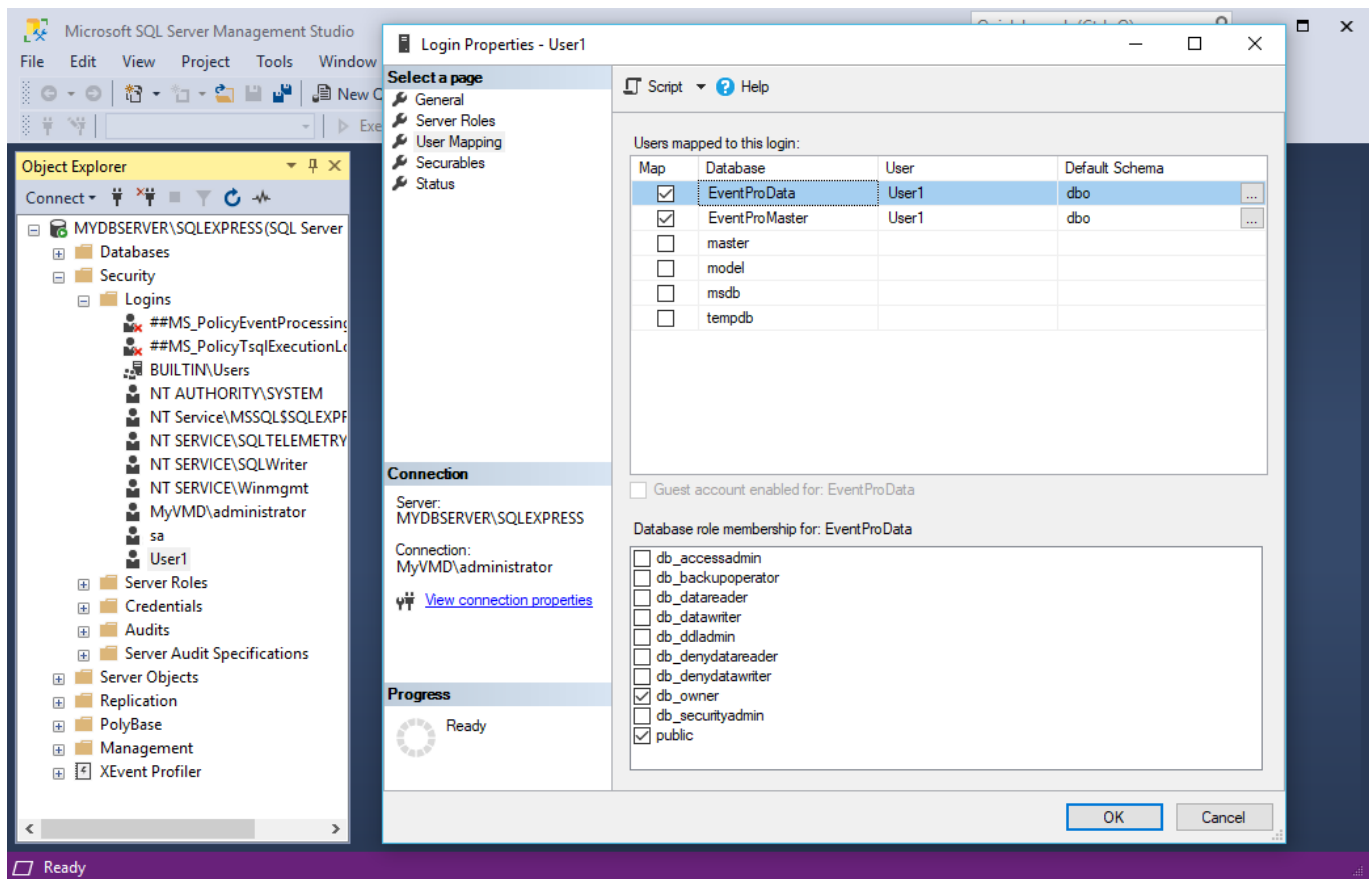 Microsoft SQL Server Management Studio
File Edit View Project Tools Window
New
Exe
Object Explorer
Connect
MYDBSERVER\SQLEXPRESS(SQL Server
Databases
Security
Logins
##MS_PolicyEventProcessing
##MS_PolicyTsqlExecutionLo
BUILTIN\Users
NT AUTHORITY\SYSTEM
NT Service\MSSQL$SQLEXPR
NT SERVICE\SQLTELEMETRY
NT SERVICE\SQLWriter
NT SERVICE\Winmgmt
MyVMD\administrator
sa
User1
Server Roles
Credentials
Audits
Server Audit Specifications
Server Objects
Replication
PolyBase
Management
XEvent Profiler
Ready
Login Properties - User1
Select a page
General
Server Roles
User Mapping
Securables
Status
Connection
Server:
MYDBSERVER\SQLEXPRESS
Connection:
MyVMD\administrator
View connection properties
Progress
Ready
Script Help
Users mapped to this login:
Map Database User Default Schema
EventProData User1 dbo ...
EventProMaster User1 dbo ...
master
model
msdb
tempdb
Guest account enabled for: EventProData
Database role membership for: EventProData
db_accessadmin
db_backupoperator
db_datareader
db_datawriter
db_ddladmin
db_denydatareader
db_denydatawriter
db_owner
db_securityadmin
public
OK Cancel